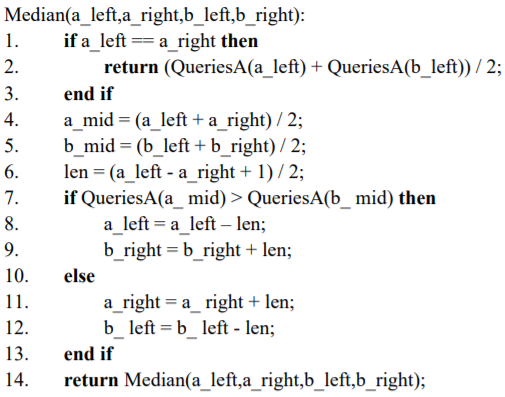 Median(a_left,a_right,b_left,b_right):
1. if a_left == a_right then
2. return (QueriesA(a_left) + QueriesA(b_left)) / 2;
3. end if
4. a_mid = (a_left + a_right) / 2;
5. b_mid = (b_left + b_right) / 2;
6. len = (a_left - a_right + 1) / 2;
7. if QueriesA(a_ mid) > QueriesA(b_ mid) then
8. a_left = a_left – len;
9. b_right = b_right + len;
10. else
11. a_right = a_ right + len;
12. b_ left = b_ left - len;
13. end if
14. return Median(a_left,a_right,b_left,b_right);